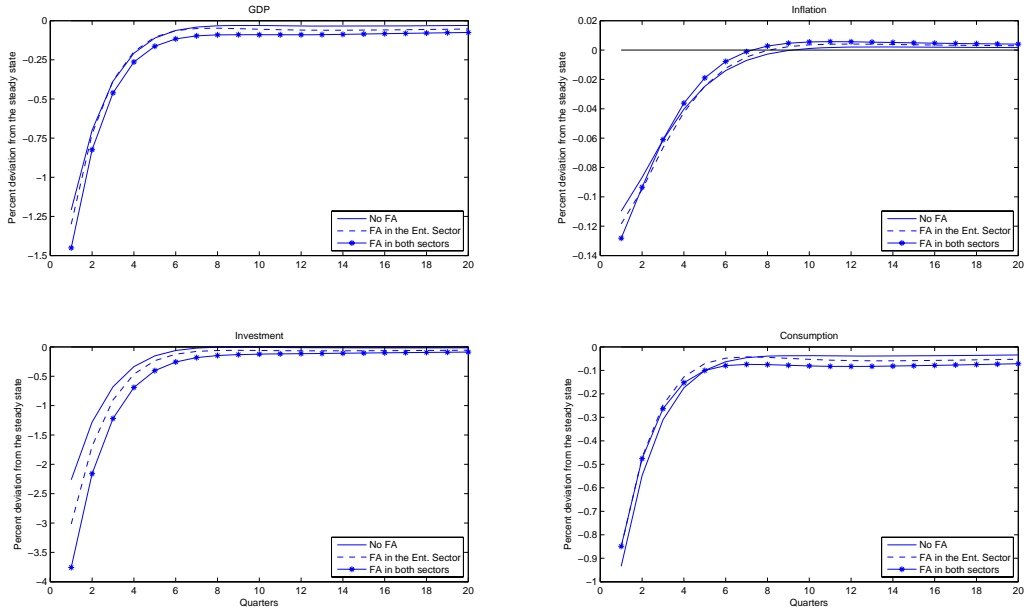 GDP
Percent deviation from the steady state
0
−0.25
−0.5
−0.75
−1
−1.25
−1.5
0 2 4 6 8 10 12 14 16 18 20
No FA
FA in the Ent. Sector
FA in both sectors
Inflation
Percent deviation from the steady state
0.02
0
−0.02
−0.04
−0.06
−0.08
−0.1
−0.12
−0.14
0 2 4 6 8 10 12 14 16 18 20
No FA
FA in the Ent. Sector
FA in both sectors
Investment
Percent deviation from the steady state
0
−0.5
−1
−1.5
−2
−2.5
−3
−3.5
−4
0 2 4 6 8 10 12 14 16 18 20
Quarters
No FA
FA in the Ent. Sector
FA in both sectors
Consumption
Percent deviation from the steady state
0
−0.1
−0.2
−0.3
−0.4
−0.5
−0.6
−0.7
−0.8
−0.9
−1
0 2 4 6 8 10 12 14 16 18 20
Quarters
No FA
FA in the Ent. Sector
FA in both sectors